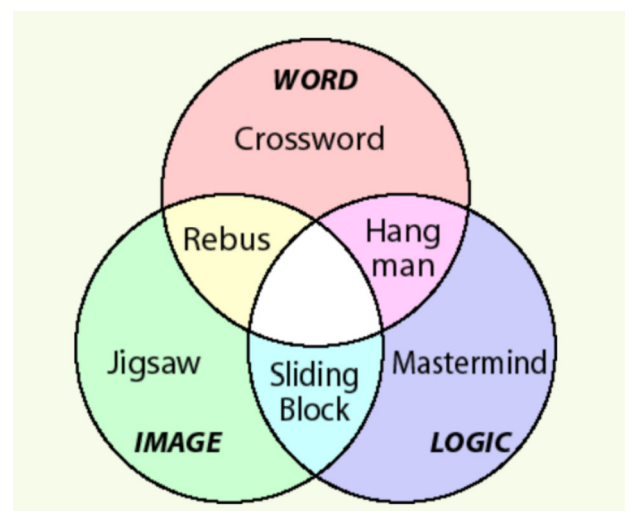 WORD
Crossword
Rebus
Hang
man
Jigsaw
Sliding
Block
Mastermind
IMAGE
LOGIC